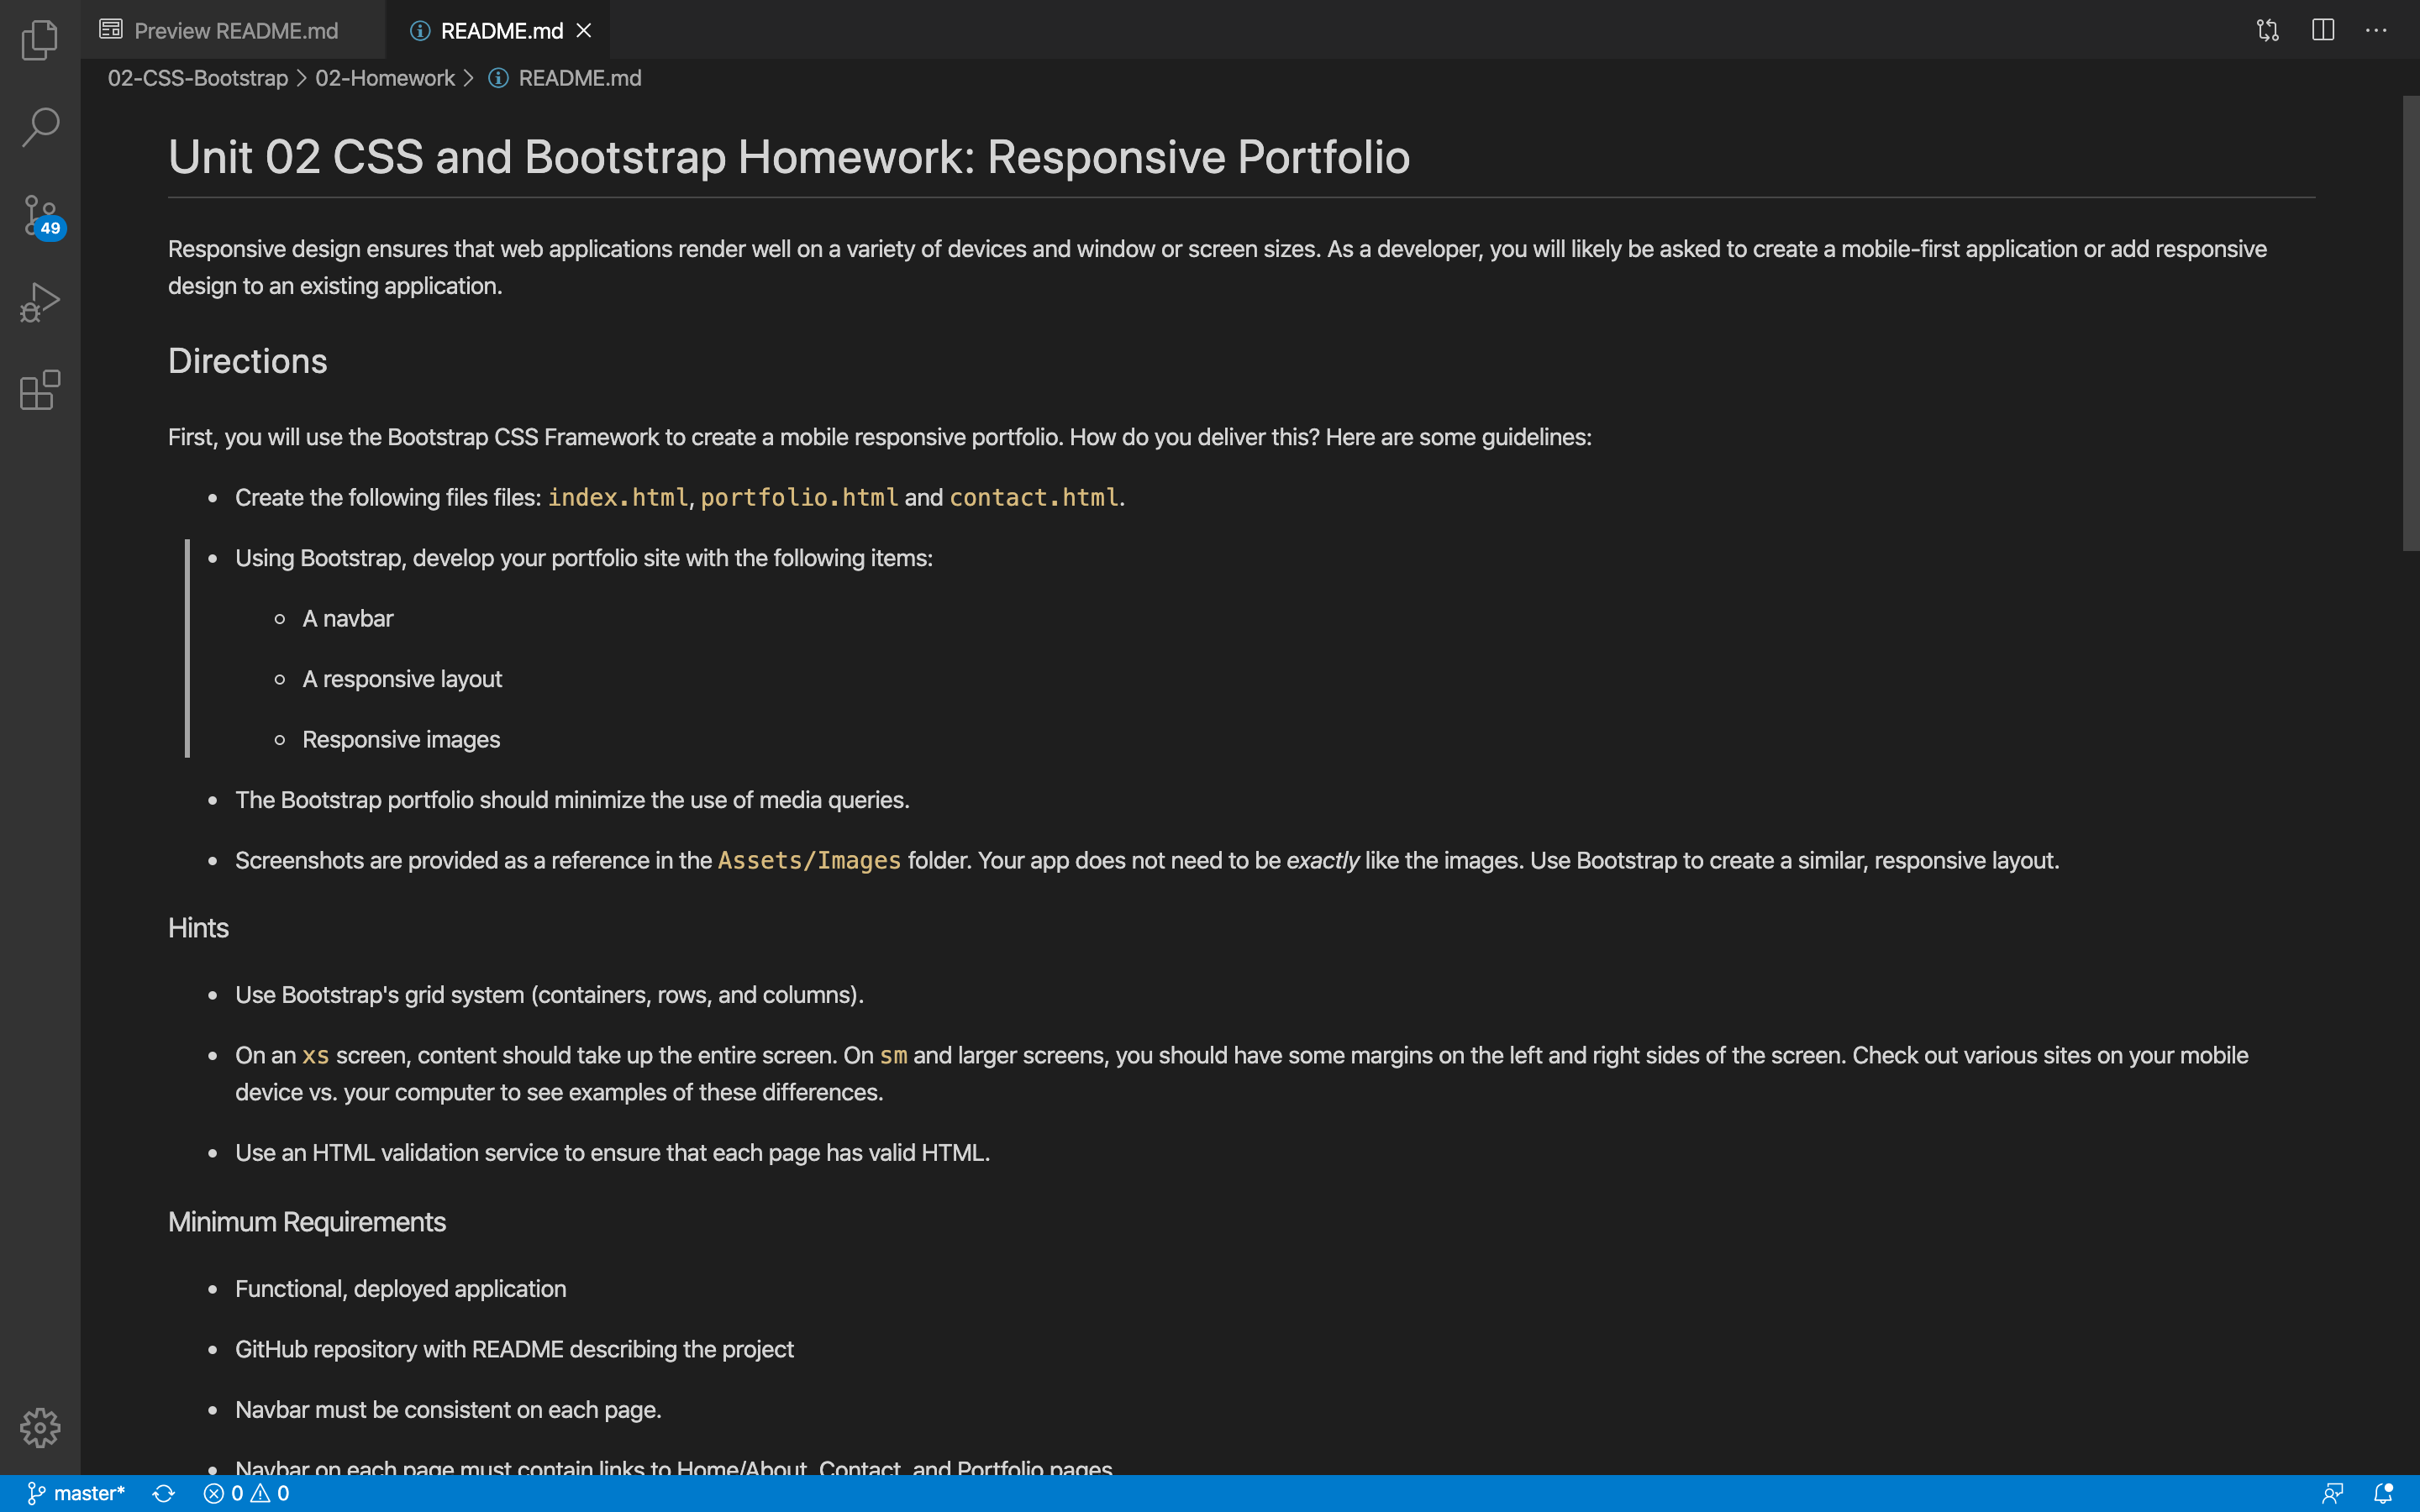 Preview README.md
README.md
02-CSS-Bootstrap > 02-Homework > README.md
Unit 02 CSS and Bootstrap Homework: Responsive Portfolio
49
Responsive design ensures that web applications render well on a variety of devices and window or screen sizes. As a developer, you will likely be asked to create a mobile-first application or add responsive
design to an existing application.
Directions
First, you will use the Bootstrap CSS Framework to create a mobile responsive portfolio. How do you deliver this? Here are some guidelines:
• Create the following files files: index.html, portfolio.html and contact.html.
• Using Bootstrap, develop your portfolio site with the following items:
◦ A navbar
◦ A responsive layout
◦ Responsive images
• The Bootstrap portfolio should minimize the use of media queries.
• Screenshots are provided as a reference in the Assets/Images folder. Your app does not need to be exactly like the images. Use Bootstrap to create a similar, responsive layout.
Hints
• Use Bootstrap's grid system (containers, rows, and columns).
• On an xs screen, content should take up the entire screen. On sm and larger screens, you should have some margins on the left and right sides of the screen. Check out various sites on your mobile
device vs. your computer to see examples of these differences.
• Use an HTML validation service to ensure that each page has valid HTML.
Minimum Requirements
• Functional, deployed application
• GitHub repository with README describing the project
• Navbar must be consistent on each page.
• Navbar on each page must contain links to Home/About, Contact, and Portfolio pages
master* 0 0